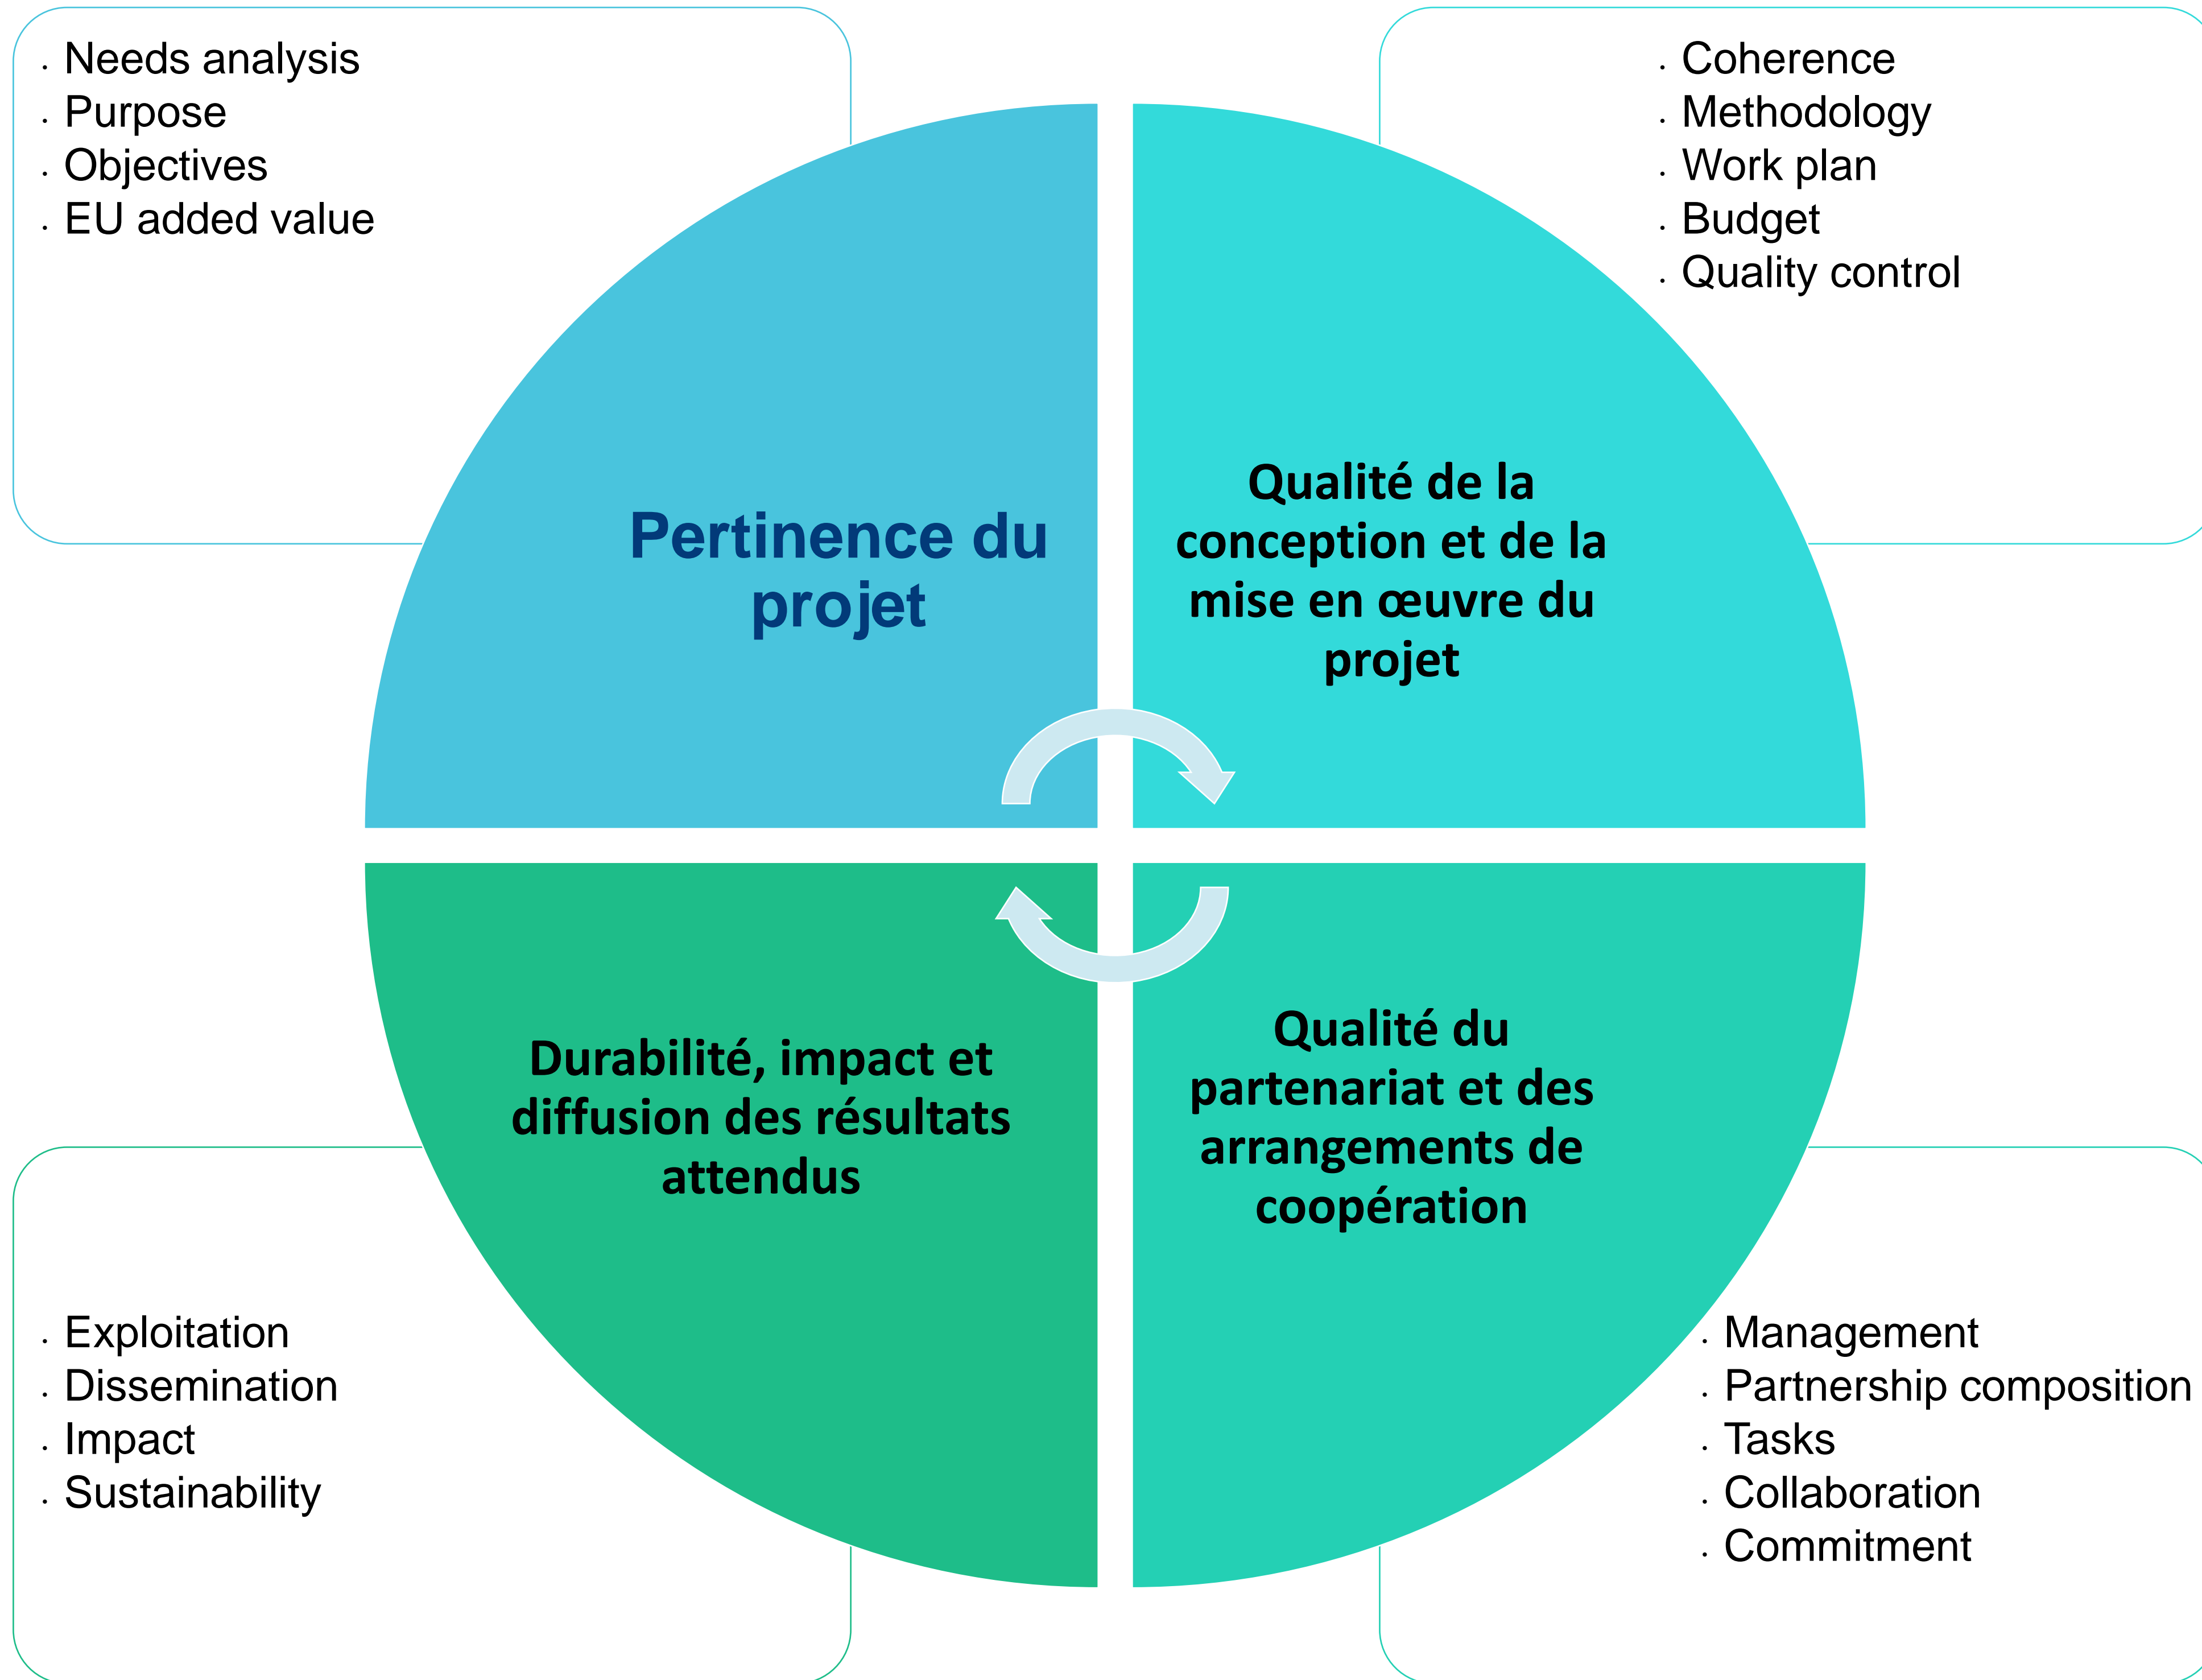 Needs analysis
Purpose
Objectives
EU added value
Coherence
Methodology
Work plan
Budget
Quality control
Pertinence du
projet
Qualité de la
conception et de la
mise en œuvre du
projet
Durabilité, impact et
diffusion des résultats
attendus
Qualité du
partenariat et des
arrangements de
coopération
Exploitation
Dissemination
Impact
Sustainability
Management
Partnership composition
Tasks
Collaboration
Commitment